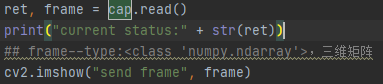 ret, frame = cap.read()
print("current status:" + str(ret))
## frame--type:<class 'numpy.ndarray'>，三维矩阵
cv2.imshow("send frame", frame)